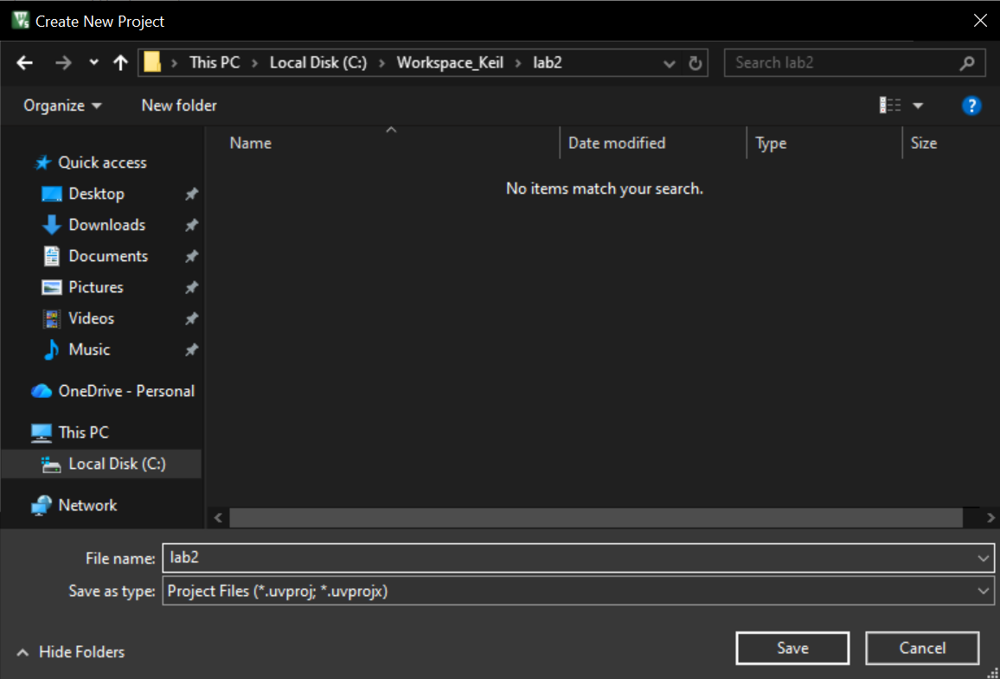 Create New Project
This PC > Local Disk (C:) > Workspace_Keil > lab2
Search lab2
Organize
New folder
Name
Date modified
Type
Size
No items match your search.
Quick access
Desktop
Downloads
Documents
Pictures
Videos
Music
OneDrive - Personal
This PC
Local Disk (C:)
Network
File name: lab2
Save as type: Project Files (*.uvproj; *.uvprojx)
Hide Folders
Save
Cancel